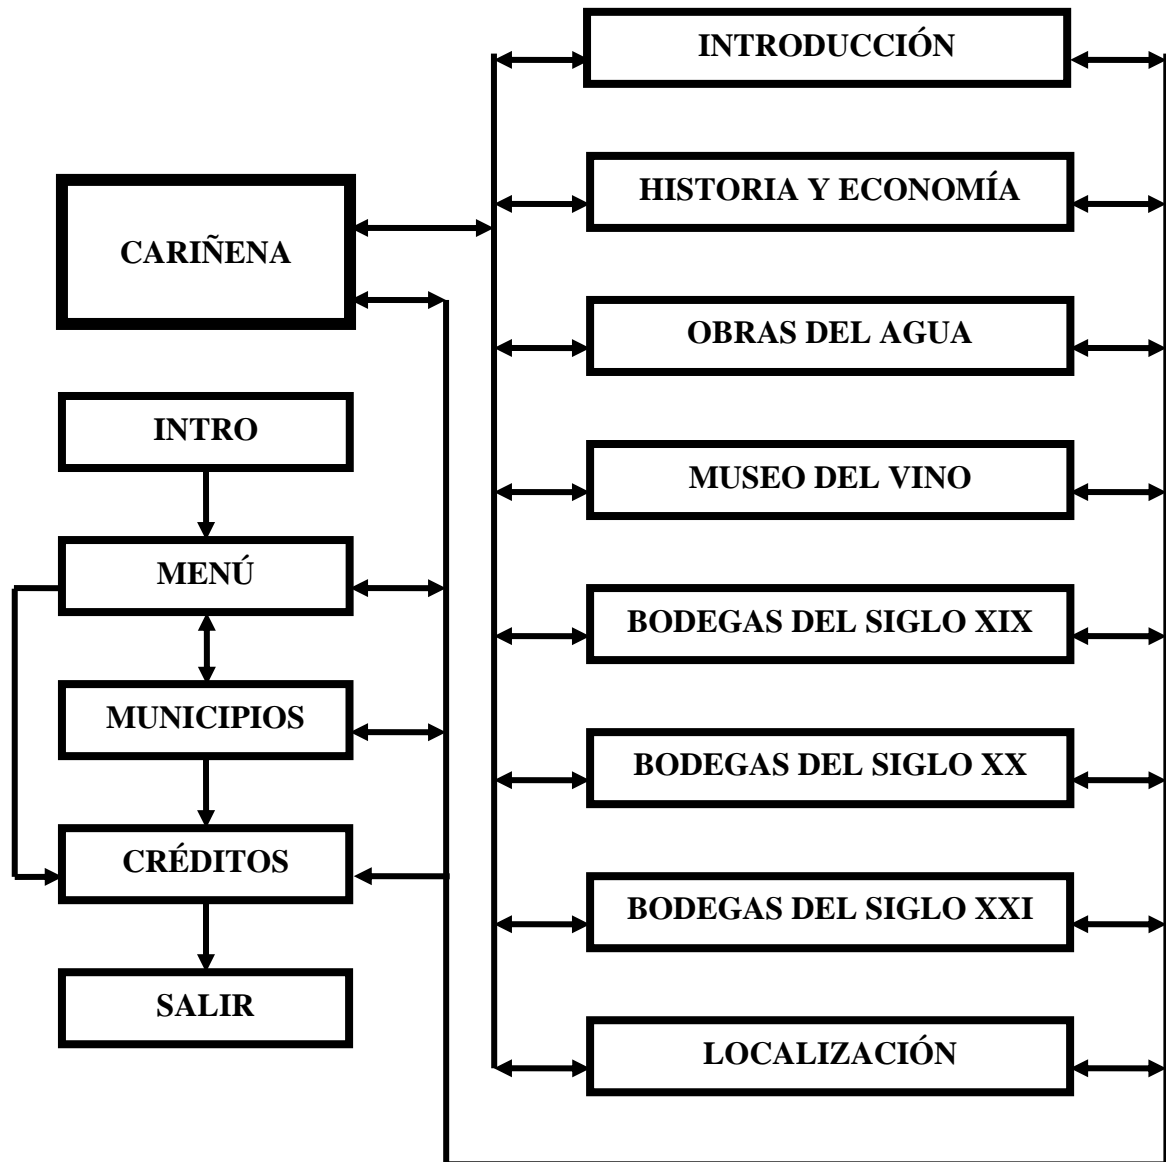 CARIÑENA
INTRO
MENÚ
MUNICIPIOS
CRÉDITOS
SALIR
INTRODUCCIÓN
HISTORIA Y ECONOMÍA
OBRAS DEL AGUA
MUSEO DEL VINO
BODEGAS DEL SIGLO XIX
BODEGAS DEL SIGLO XX
BODEGAS DEL SIGLO XXI
LOCALIZACIÓN